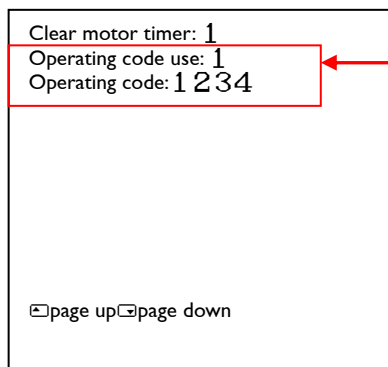 Clear motor timer: 1
Operating code use: 1
Operating code: 1234
page up page down